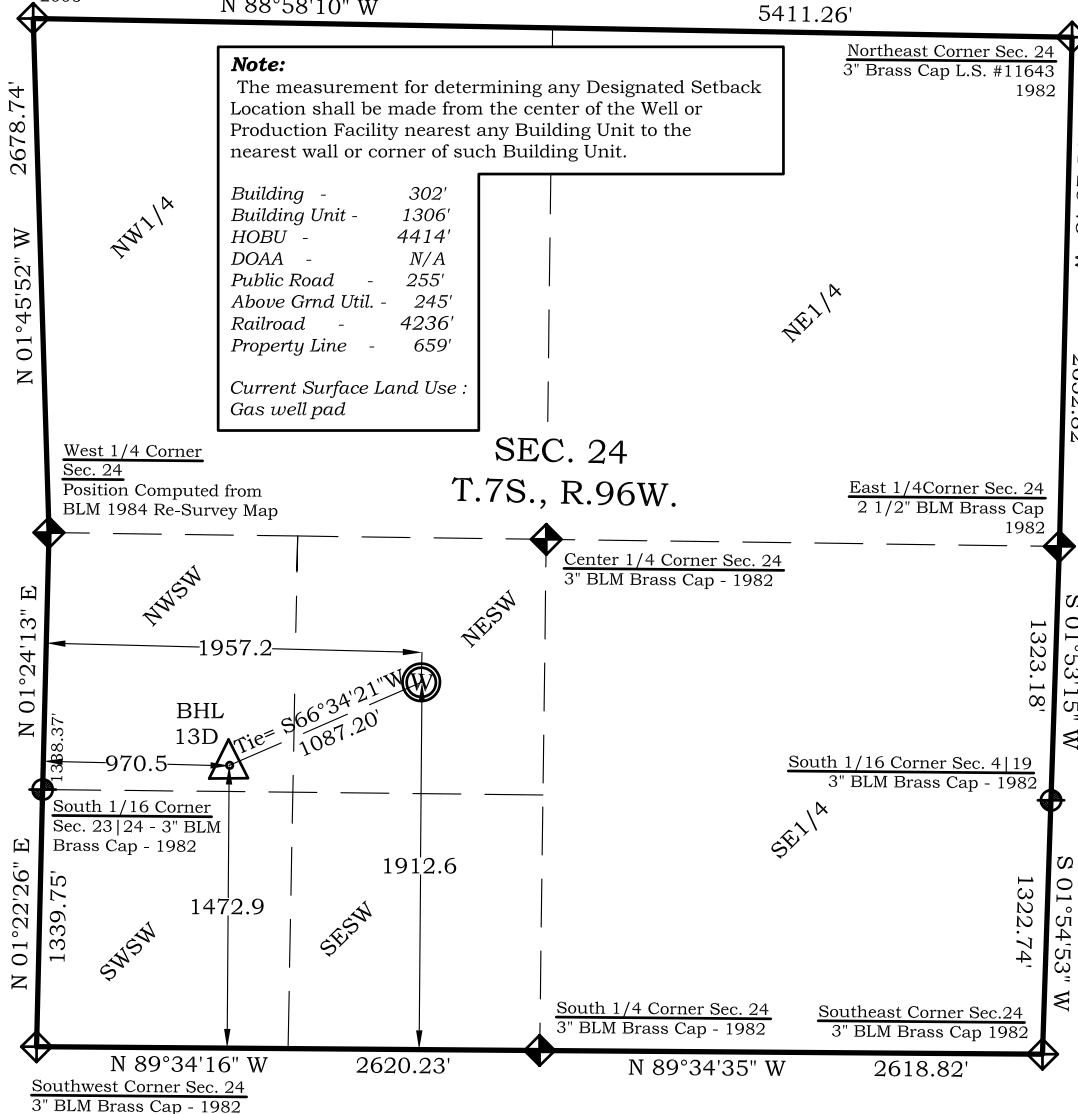 N 88°58'10" W 5411.26'
Northeast Corner Sec. 24
3" Brass Cap L.S. #11643
1982
Note:
The measurement for determining any Designated Setback
Location shall be made from the center of the Well or
Production Facility nearest any Building Unit to the
nearest wall or corner of such Building Unit.
Building - 302'
Building Unit - 1306'
HOBU - 4414'
DOAA - N/A
Public Road - 255'
Above Grnd Util. - 245'
Railroad - 4236'
Property Line - 659'
Current Surface Land Use :
Gas well pad
N 01°45'52" W 2678.74'
NW1/4
NE1/4
SEC. 24
T.7S., R.96W.
West 1/4 Corner
Sec. 24
Position Computed from
BLM 1984 Re-Survey Map
East 1/4Corner Sec. 24
2 1/2" BLM Brass Cap
1982
Center 1/4 Corner Sec. 24
3" BLM Brass Cap - 1982
NWSW
NESW
N 01°24'13" E
1338.37'
1957.2
W
Tie= S66°34'21"W
1087.20'
BHL
13D
970.5
S 01°53'15" W
1323.18'
South 1/16 Corner Sec. 4|19
3" BLM Brass Cap - 1982
South 1/16 Corner
Sec. 23|24 - 3" BLM
Brass Cap - 1982
SE1/4
1912.6
1472.9
N 01°22'26" E
1339.75'
SWSW
SESW
S 01°54'53" W
1322.74'
South 1/4 Corner Sec. 24
3" BLM Brass Cap - 1982
Southeast Corner Sec.24
3" BLM Brass Cap 1982
N 89°34'16" W 2620.23'
N 89°34'35" W 2618.82'
Southwest Corner Sec. 24
3" BLM Brass Cap - 1982